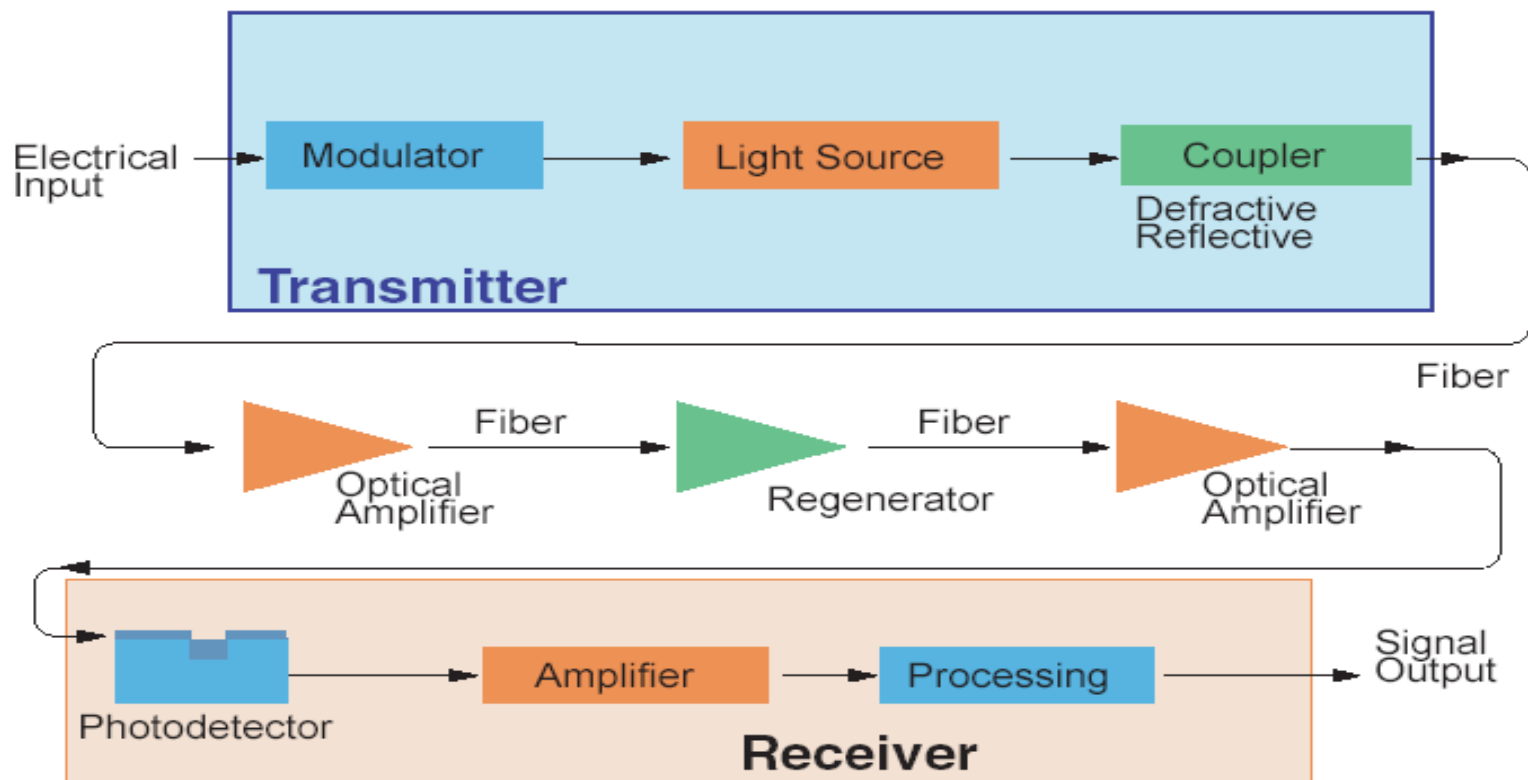 Electrical
Input
Modulator
Light Source
Coupler
Defractive
Reflective
Transmitter
Fiber
Fiber
Fiber
Optical
Amplifier
Regenerator
Optical
Amplifier
Photodetector
Amplifier
Processing
Signal
Output
Receiver